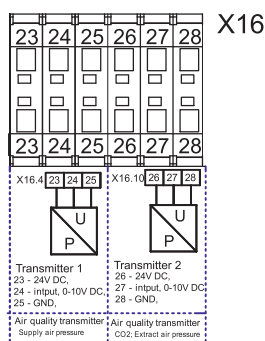 X16
23 24 25 26 27 28
23 24 25 26 27 28
X16.4 23 24 25
X16.10 26 27 28
U
P
U
P
Transmitter 1
23 - 24V DC,
24 - intput, 0-10V DC,
25 - GND,
Transmitter 2
26 - 24V DC,
27 - intput, 0-10V DC,
28 - GND,
Air quality transmitter
Supply air pressure
Air quality transmitter
CO2; Extract air pressure